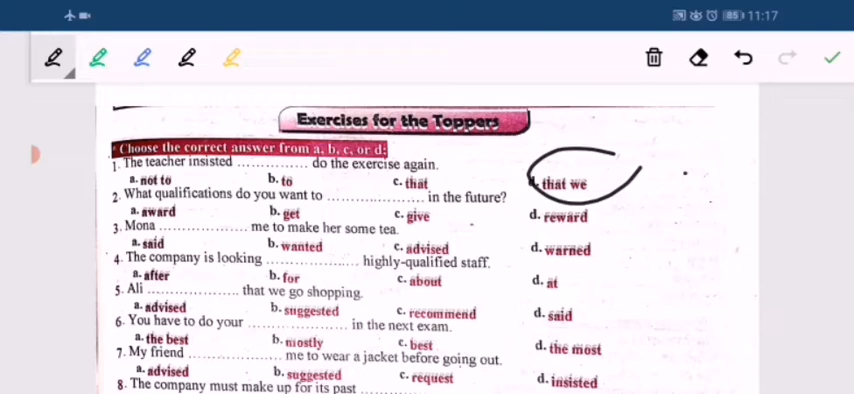 85 11:17
Exercises for the Toppers
* Choose the correct answer from a, b, c, or d:
1. The teacher insisted .............. do the exercise again.
a. not to b. to c. that d. that we
2. What qualifications do you want to .................... in the future?
a. award b. get c. give d. reward
3. Mona .................. me to make her some tea.
a. said b. wanted c. advised d. warned
4. The company is looking ................... highly-qualified staff.
a. after b. for c. about d. at
5. Ali .................. that we go shopping.
a. advised b. suggested c. recommend d. said
6. You have to do your .................... in the next exam.
a. the best b. mostly c. best d. the most
7. My friend ................... me to wear a jacket before going out.
a. advised b. suggested c. request d. insisted
8. The company must make up for its past ............